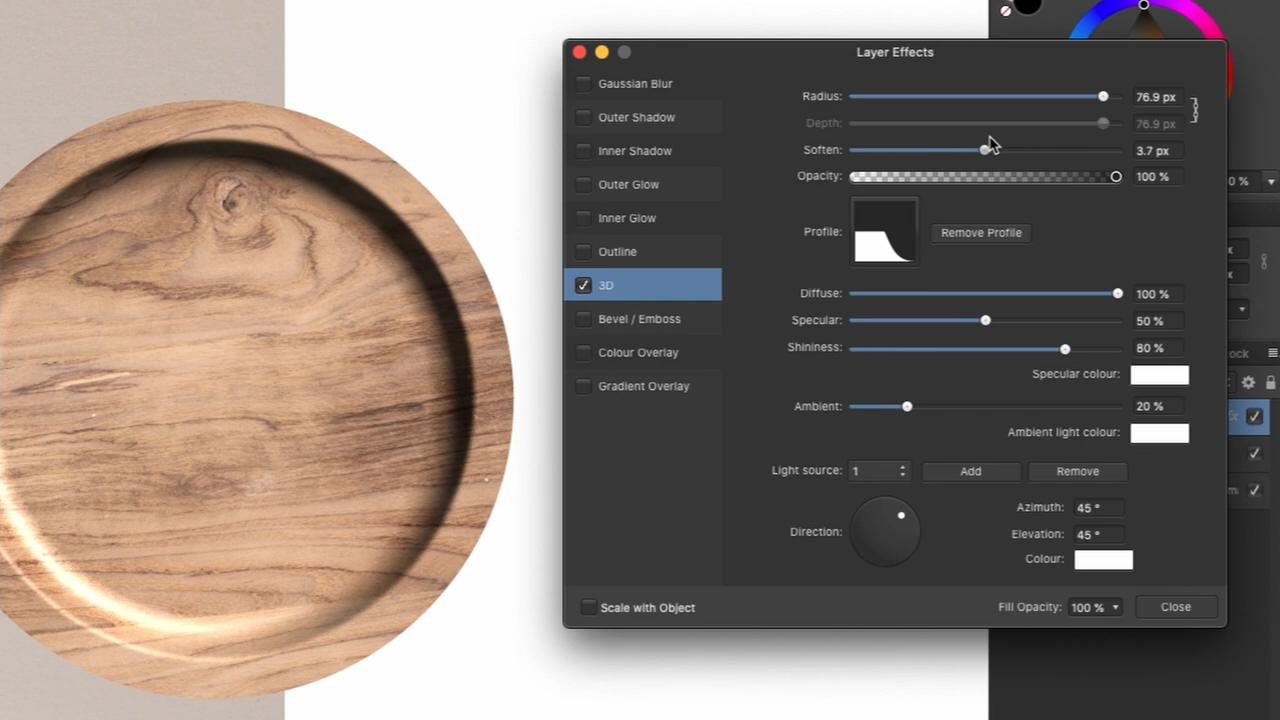 Layer Effects
Gaussian Blur
Outer Shadow
Inner Shadow
Outer Glow
Inner Glow
Outline
3D
Bevel / Emboss
Colour Overlay
Gradient Overlay
Radius: 76.9 px
Depth: 76.9 px
Soften: 3.7 px
Opacity: 100 %
Profile: Remove Profile
Diffuse: 100 %
Specular: 50 %
Shininess: 80 %
Specular colour:
Ambient: 20 %
Ambient light colour:
Light source: 1 Add Remove
Direction:
Azimuth: 45 °
Elevation: 45 °
Colour:
Scale with Object
Fill Opacity: 100 % Close
0 %
ock